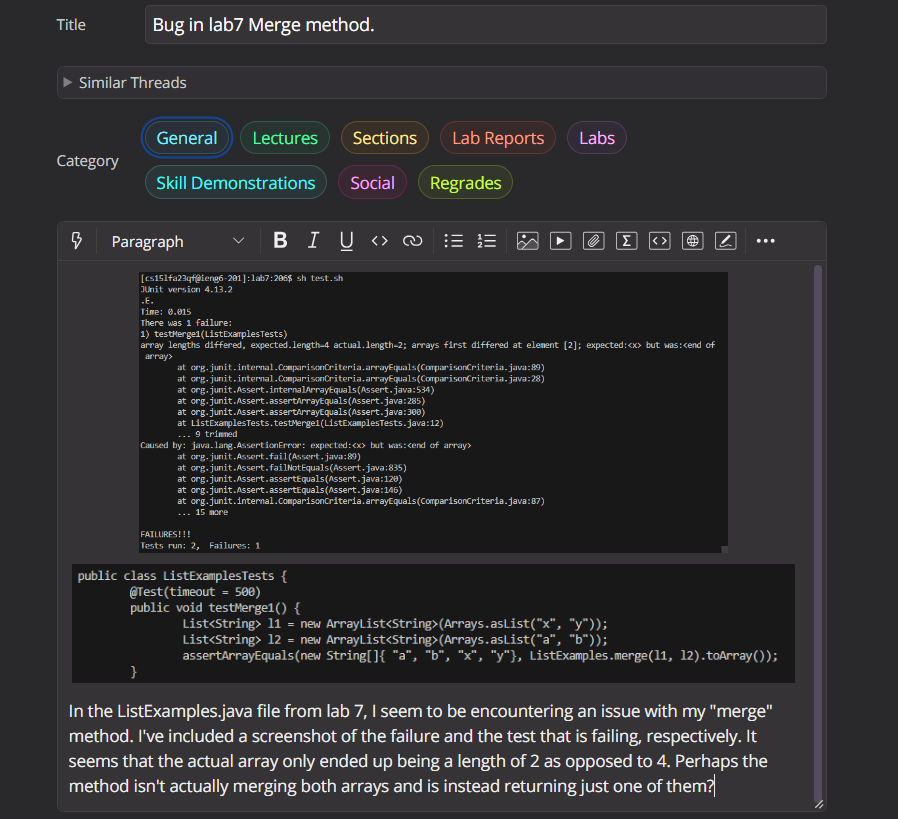 Title
Bug in lab7 Merge method.
Similar Threads
Category
General Lectures Sections Lab Reports Labs
Skill Demonstrations Social Regrades
Paragraph B I U
[cs15lfa23qf@ieng6-201]:lab7:206$ sh test.sh
JUnit version 4.13.2
.E.
Time: 0.015
There was 1 failure:
1) testMerge1(ListExamplesTests)
array lengths differed, expected.length=4 actual.length=2; arrays first differed at element [2]; expected:<x> but was:<end of
array>
at org.junit.internal.ComparisonCriteria.arrayEquals(ComparisonCriteria.java:89)
at org.junit.internal.ComparisonCriteria.arrayEquals(ComparisonCriteria.java:28)
at org.junit.Assert.internalArrayEquals(Assert.java:534)
at org.junit.Assert.assertArrayEquals(Assert.java:285)
at org.junit.Assert.assertArrayEquals(Assert.java:300)
at ListExamplesTests.testMerge1(ListExamplesTests.java:12)
... 9 trimmed
Caused by: java.lang.AssertionError: expected:<x> but was:<end of array>
at org.junit.Assert.fail(Assert.java:89)
at org.junit.Assert.failNotEquals(Assert.java:835)
at org.junit.Assert.assertEquals(Assert.java:120)
at org.junit.Assert.assertEquals(Assert.java:146)
at org.junit.internal.ComparisonCriteria.arrayEquals(ComparisonCriteria.java:87)
... 15 more
FAILURES!!!
Tests run: 2, Failures: 1
public class ListExamplesTests {
@Test(timeout = 500)
public void testMerge1() {
List<String> l1 = new ArrayList<String>(Arrays.asList("x", "y"));
List<String> l2 = new ArrayList<String>(Arrays.asList("a", "b"));
assertArrayEquals(new String[]{ "a", "b", "x", "y"}, ListExamples.merge(l1, l2).toArray());
}
In the ListExamples.java file from lab 7, I seem to be encountering an issue with my "merge"
method. I've included a screenshot of the failure and the test that is failing, respectively. It
seems that the actual array only ended up being a length of 2 as opposed to 4. Perhaps the
method isn't actually merging both arrays and is instead returning just one of them?